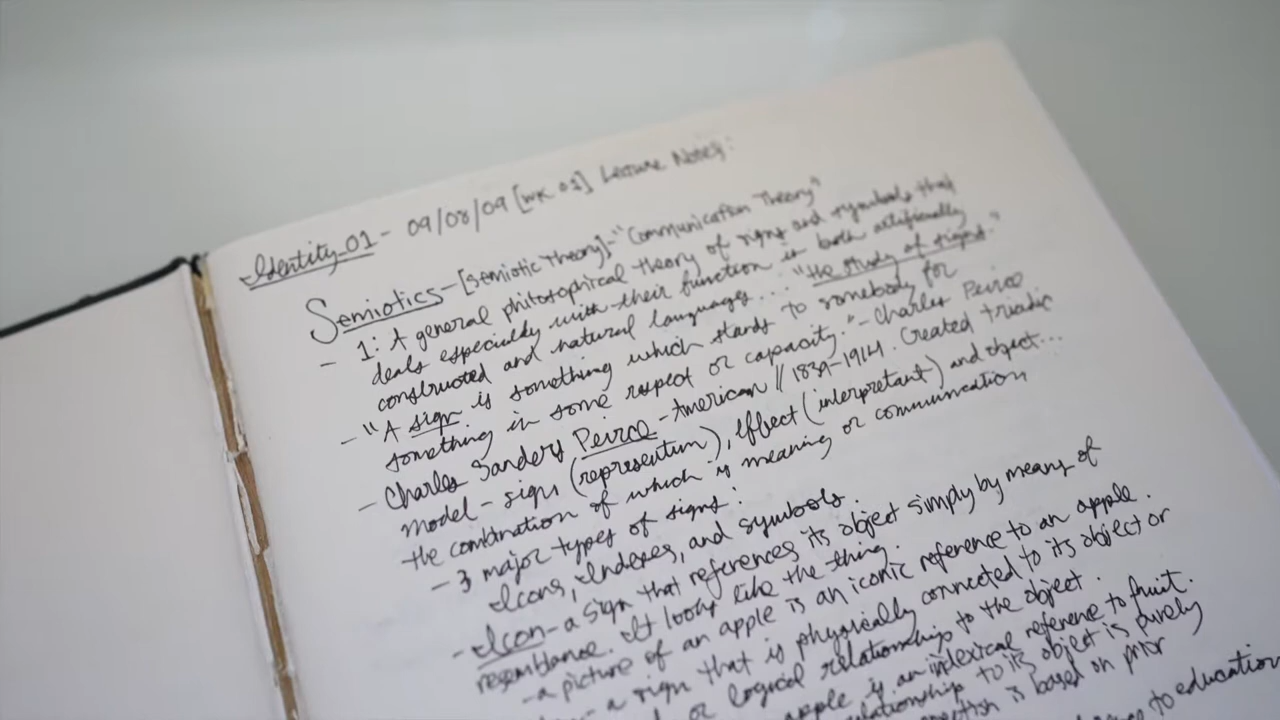 Identity_01 - 09/08/09 [WK 01] Lecture Notes:
Semiotics - [Semiotic Theory] - "Communication Theory"
- 1: A general philosophical theory of signs and symbols that
deals especially with their function in both artificially
constructed and natural languages... "the study of signs."
- "A sign is something which stands to somebody for
something in some respect or capacity." - Charles Peirce
- Charles Sanders Peirce - American // 1839-1914. Created triadic
model - sign (representum), effect (interpretant) and object...
the combination of which is meaning or communication
- 3 major types of signs:
Icons, Indexes, and symbols.
- Icon - a sign that references its object simply by means of
resemblance. It looks like the thing.
- a picture of an apple is an iconic reference to an apple.
- a sign that is physically connected to its object or
or logical relationship to the object.
apple is an indexical reference to fruit.
relationship to its object is purely
is based on prior
to education